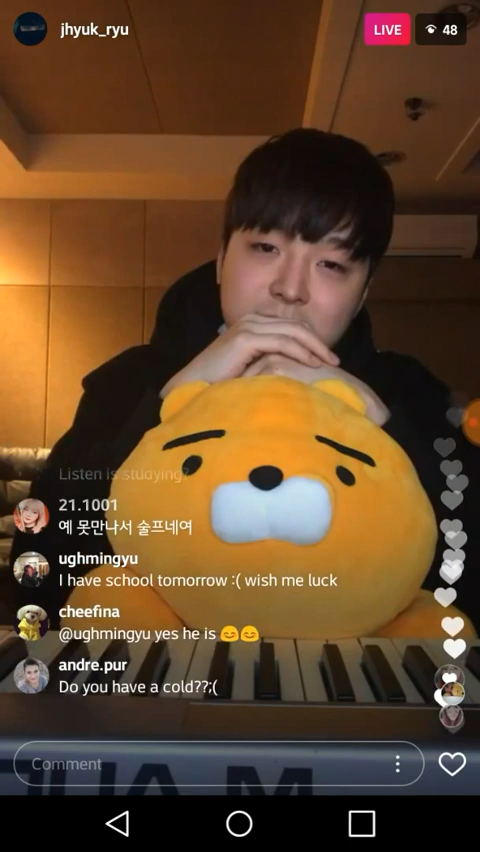 jhyuk_ryu
LIVE
48
Listen is studying?
21.1001
예 못만나서 술프네여
ughmingyu
I have school tomorrow :( wish me luck
cheefina
@ughmingyu yes he is 😊😊
andre.pur
Do you have a cold??;(
Comment